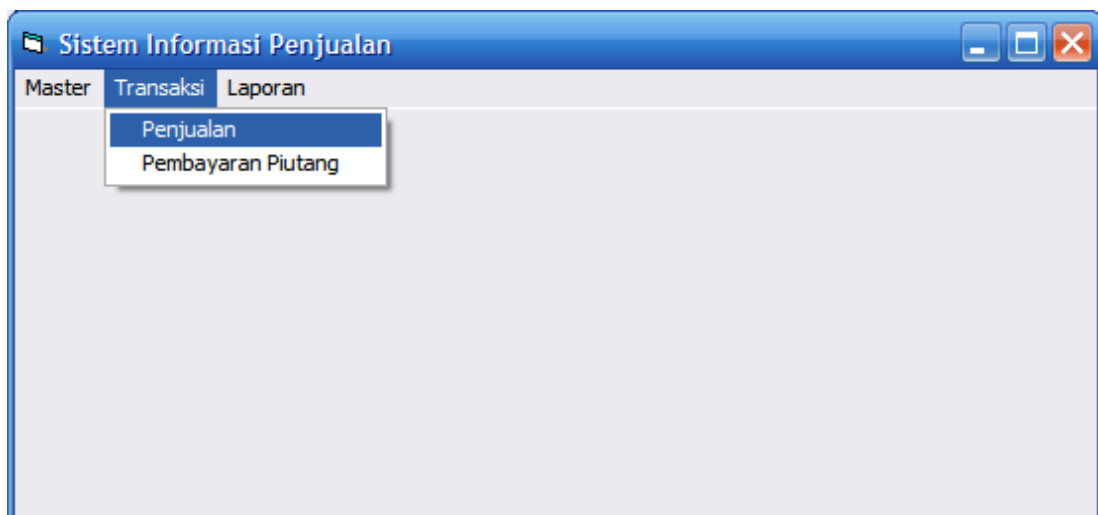 Sistem Informasi Penjualan
Master Transaksi Laporan
Penjualan
Pembayaran Piutang